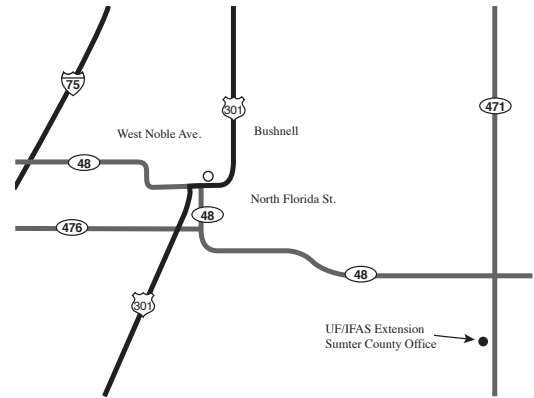 75
301
471
West Noble Ave.
Bushnell
48
North Florida St.
48
476
48
301
UF/IFAS Extension
Sumter County Office